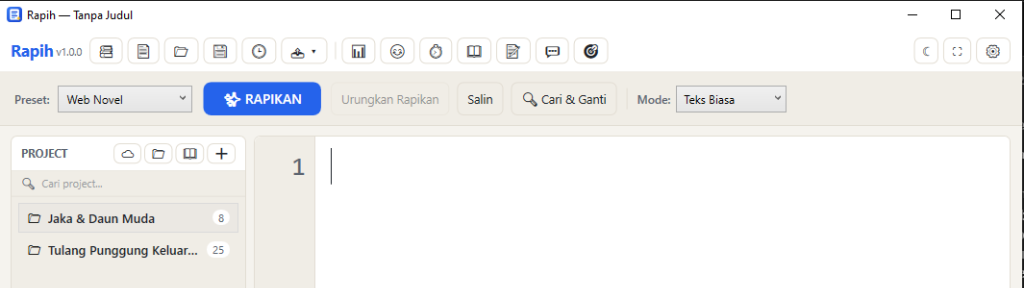 Rapih — Tanpa Judul
Rapih v1.0.0
Preset: Web Novel RAPIKAN Urungkan Rapikan Salin Cari & Ganti Mode: Teks Biasa
PROJECT
Cari project...
Jaka & Daun Muda 8
Tulang Punggung Keluar... 25
1